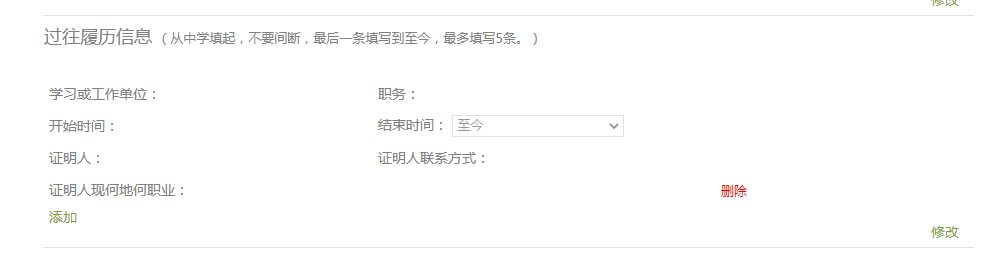 修改
过往履历信息（从中学填起，不要间断，最后一条填写到至今，最多填写5条。）
学习或工作单位： 职务：
开始时间： 结束时间： 至今
证明人： 证明人联系方式：
证明人现何地何职业： 删除
添加
修改